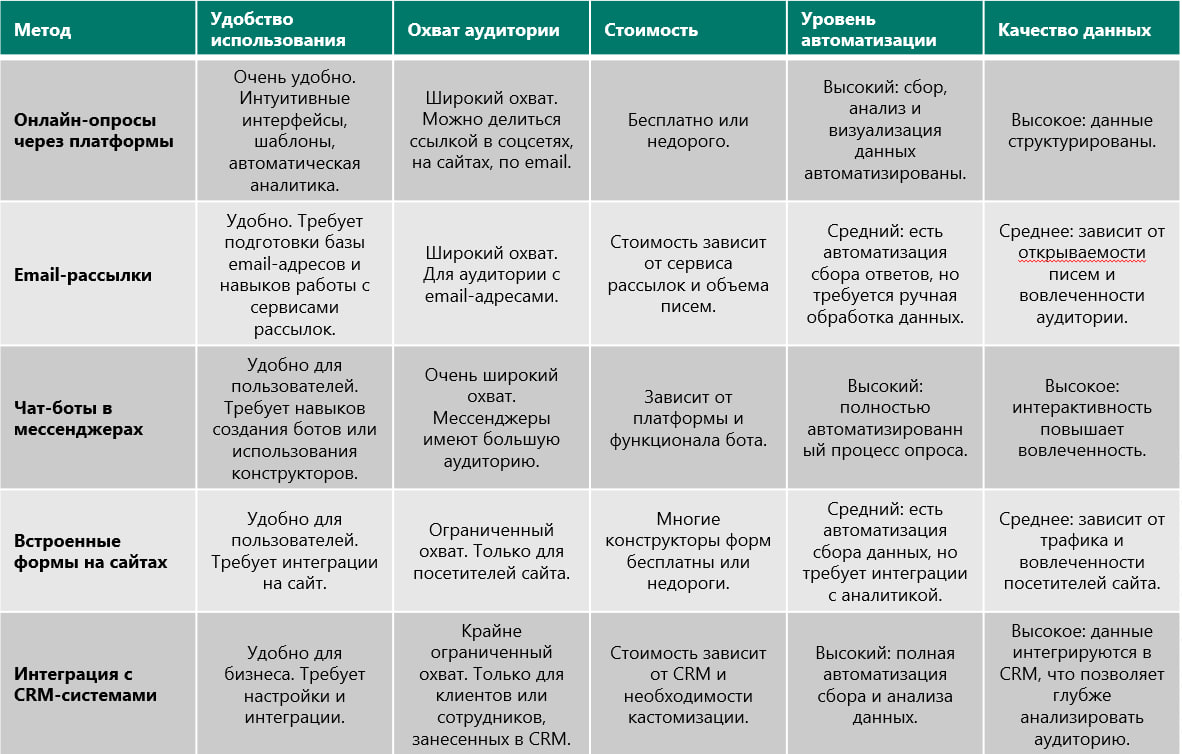 Метод
Удобство
использования
Охват аудитории
Стоимость
Уровень
автоматизации
Качество данных
Онлайн-опросы
через платформы
Очень удобно.
Интуитивные
интерфейсы,
шаблоны,
автоматическая
аналитика.
Широкий охват.
Можно делиться
ссылкой в соцсетях,
на сайтах, по email.
Бесплатно или
недорого.
Высокий: сбор,
анализ и
визуализация
данных
автоматизированы.
Высокое: данные
структурированы.
Email-рассылки
Удобно. Требует
подготовки базы
email-адресов и
навыков работы с
сервисами
рассылок.
Широкий охват.
Для аудитории с
email-адресами.
Стоимость зависит
от сервиса
рассылок и объема
писем.
Средний: есть
автоматизация
сбора ответов, но
требуется ручная
обработка данных.
Среднее: зависит от
открываемости
писем и
вовлеченности
аудитории.
Чат-боты в
мессенджерах
Удобно для
пользователей.
Требует навыков
создания ботов или
использования
конструкторов.
Очень широкий
охват.
Мессенджеры
имеют большую
аудиторию.
Зависит от
платформы и
функционала бота.
Высокий:
полностью
автоматизированн
ый процесс опроса.
Высокое:
интерактивность
повышает
вовлеченность.
Встроенные
формы на сайтах
Удобно для
пользователей.
Требует интеграции
на сайт.
Ограниченный
охват. Только для
посетителей сайта.
Многие
конструкторы форм
бесплатны или
недороги.
Средний: есть
автоматизация
сбора данных, но
требует интеграции
с аналитикой.
Среднее: зависит от
трафика и
вовлеченности
посетителей сайта.
Интеграция с
CRM-системами
Удобно для
бизнеса. Требует
настройки и
интеграции.
Крайне
ограниченный
охват. Только для
клиентов или
сотрудников,
занесенных в CRM.
Стоимость зависит
от CRM и
необходимости
кастомизации.
Высокий: полная
автоматизация
сбора и анализа
данных.
Высокое: данные
интегрируются в
CRM, что позволяет
глубже
анализировать
аудиторию.